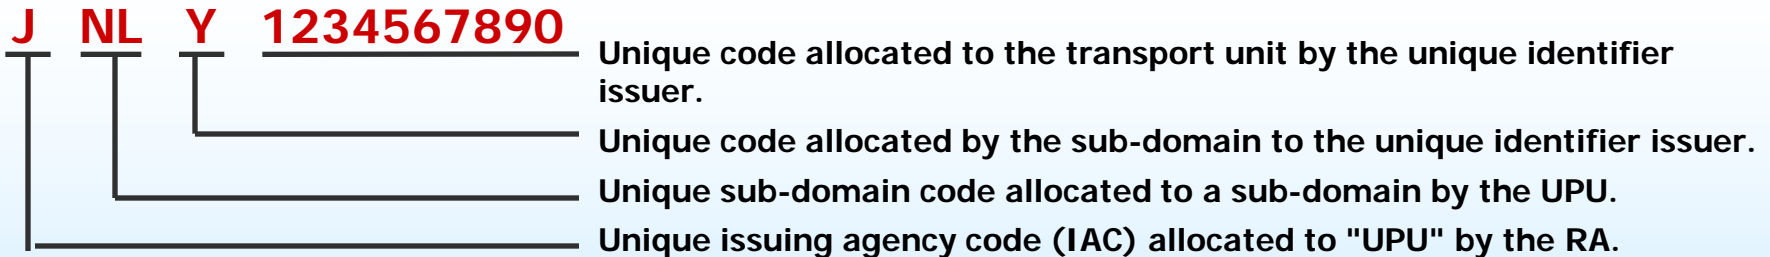 J NL Y 1234567890
Unique code allocated to the transport unit by the unique identifier
issuer.
Unique code allocated by the sub-domain to the unique identifier issuer.
Unique sub-domain code allocated to a sub-domain by the UPU.
Unique issuing agency code (IAC) allocated to "UPU" by the RA.